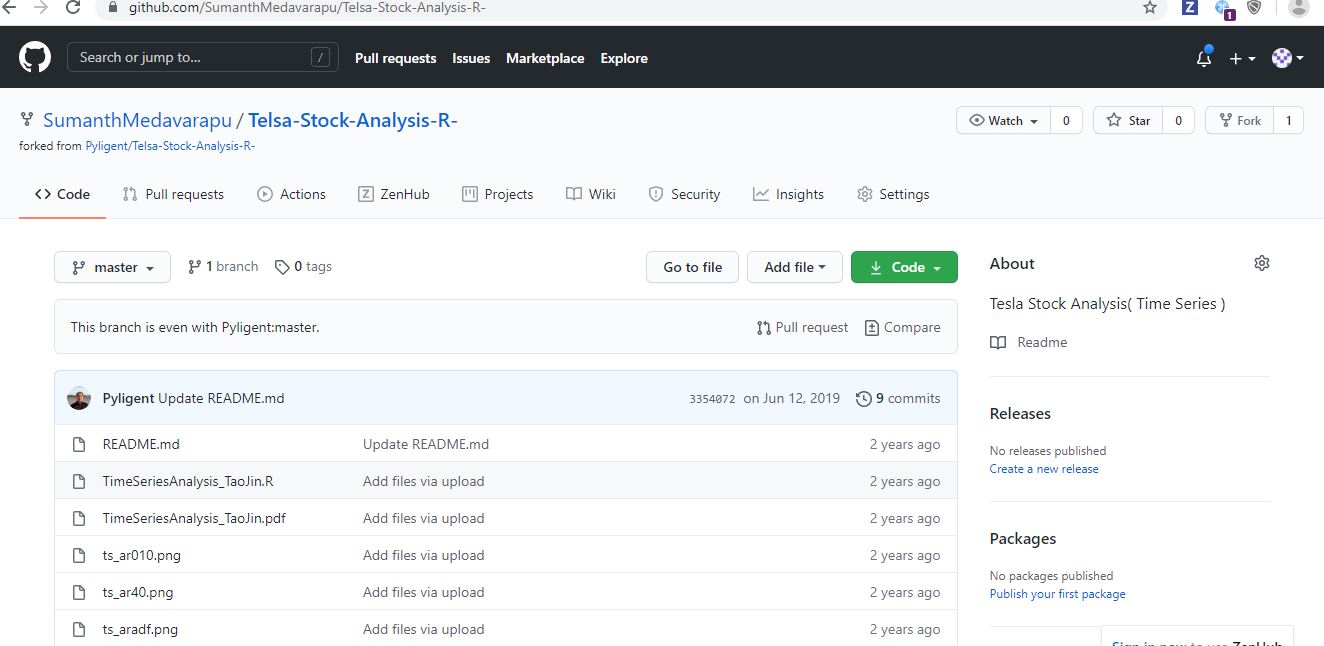 github.com/SumanthMedavarapu/Telsa-Stock-Analysis-R-
Z
1
Search or jump to...
/
Pull requests Issues Marketplace Explore
SumanthMedavarapu / Telsa-Stock-Analysis-R-
Watch 0
Star 0
Fork 1
forked from Pyligent/Telsa-Stock-Analysis-R-
Code Pull requests Actions ZenHub Projects Wiki Security Insights Settings
master 1 branch 0 tags
Go to file Add file Code
This branch is even with Pyligent:master.
Pull request Compare
Pyligent Update README.md 3354072 on Jun 12, 2019 9 commits
README.md Update README.md 2 years ago
TimeSeriesAnalysis_TaoJin.R Add files via upload 2 years ago
TimeSeriesAnalysis_TaoJin.pdf Add files via upload 2 years ago
ts_ar010.png Add files via upload 2 years ago
ts_ar40.png Add files via upload 2 years ago
ts_aradf.png Add files via upload 2 years ago
About
Tesla Stock Analysis( Time Series )
Readme
Releases
No releases published
Create a new release
Packages
No packages published
Publish your first package
Sign in now to use ZenHub